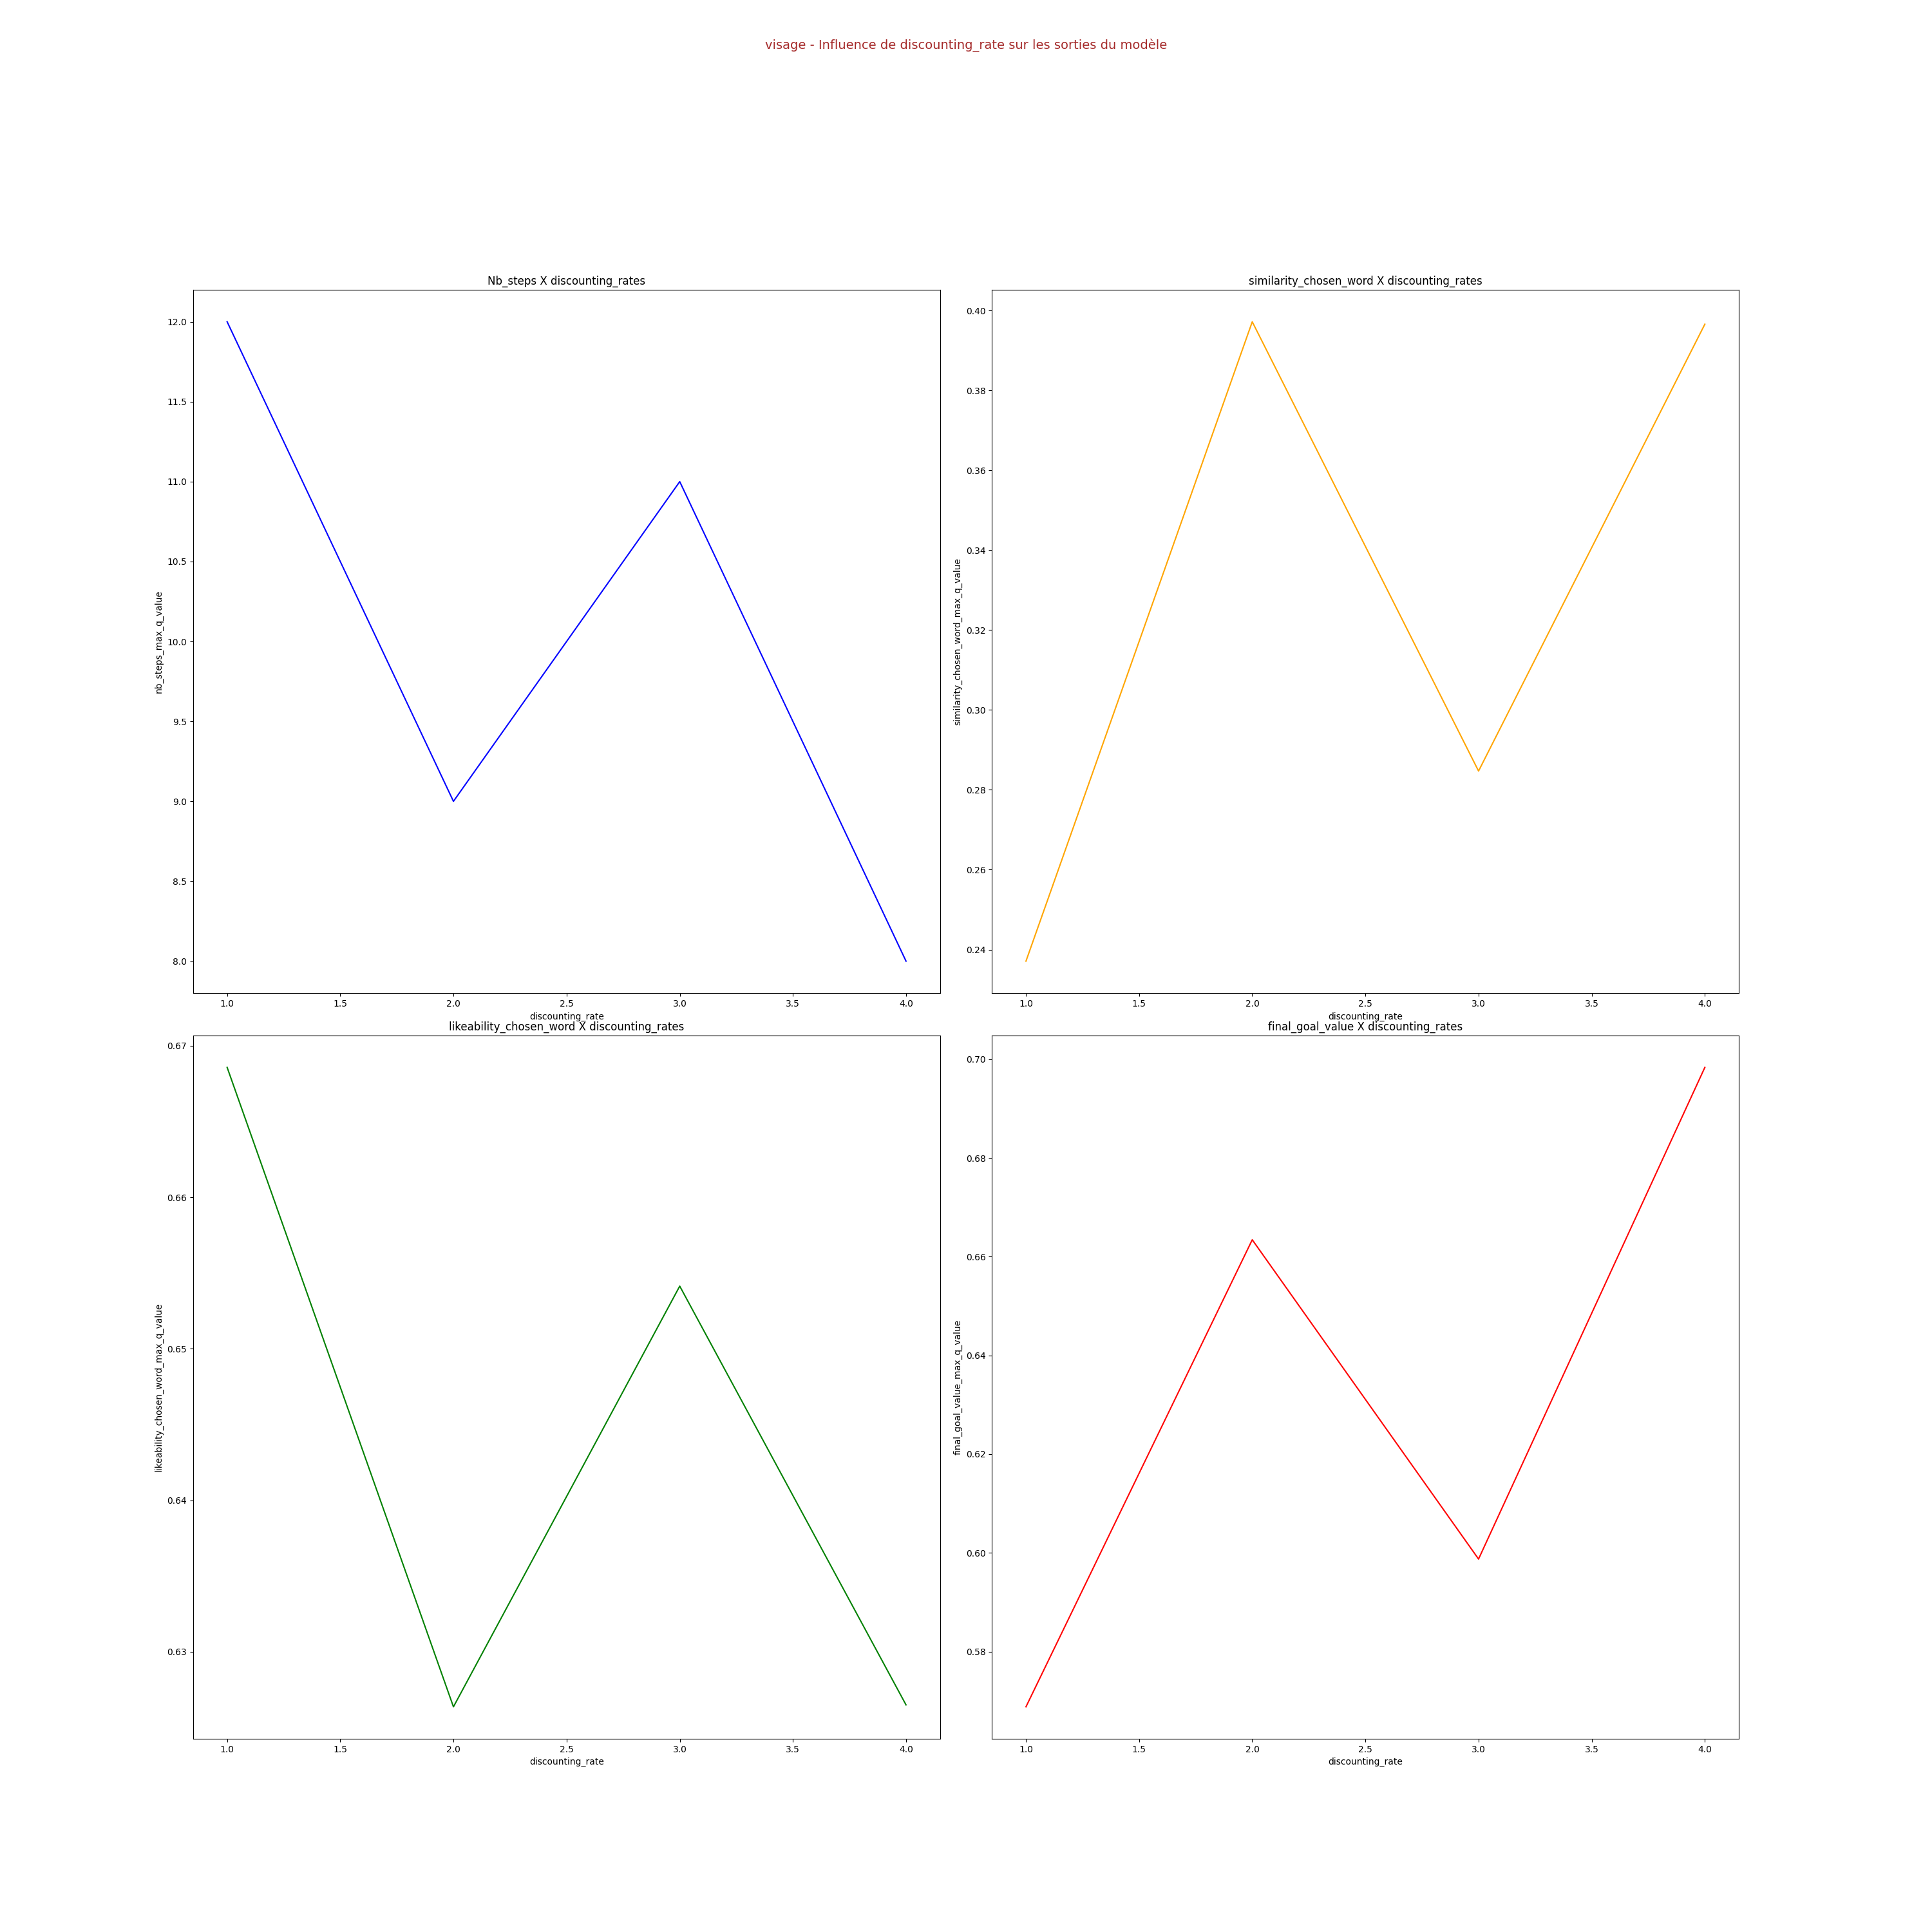 visage - Influence de discounting_rate sur les sorties du modèle
Nb_steps X discounting_rates
12.0
11.5
11.0
10.5
10.0
9.5
9.0
8.5
8.0
nb_steps_max_q_value
1.0 1.5 2.0 2.5 3.0 3.5 4.0
discounting_rate
similarity_chosen_word X discounting_rates
0.40
0.38
0.36
0.34
0.32
0.30
0.28
0.26
0.24
similarity_chosen_word_max_q_value
1.0 1.5 2.0 2.5 3.0 3.5 4.0
discounting_rate
likeability_chosen_word X discounting_rates
0.67
0.66
0.65
0.64
0.63
likeability_chosen_word_max_q_value
1.0 1.5 2.0 2.5 3.0 3.5 4.0
discounting_rate
final_goal_value X discounting_rates
0.70
0.68
0.66
0.64
0.62
0.60
0.58
final_goal_value_max_q_value
1.0 1.5 2.0 2.5 3.0 3.5 4.0
discounting_rate